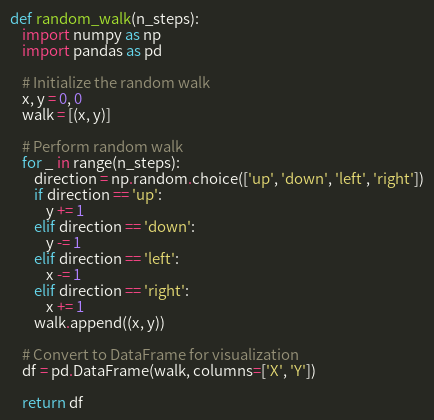 def random_walk(n_steps):
    import numpy as np
    import pandas as pd

    # Initialize the random walk
    x, y = 0, 0
    walk = [(x, y)]

    # Perform random walk
    for _ in range(n_steps):
        direction = np.random.choice(['up', 'down', 'left', 'right'])
        if direction == 'up':
            y += 1
        elif direction == 'down':
            y -= 1
        elif direction == 'left':
            x -= 1
        elif direction == 'right':
            x += 1
        walk.append((x, y))

    # Convert to DataFrame for visualization
    df = pd.DataFrame(walk, columns=['X', 'Y'])

    return df